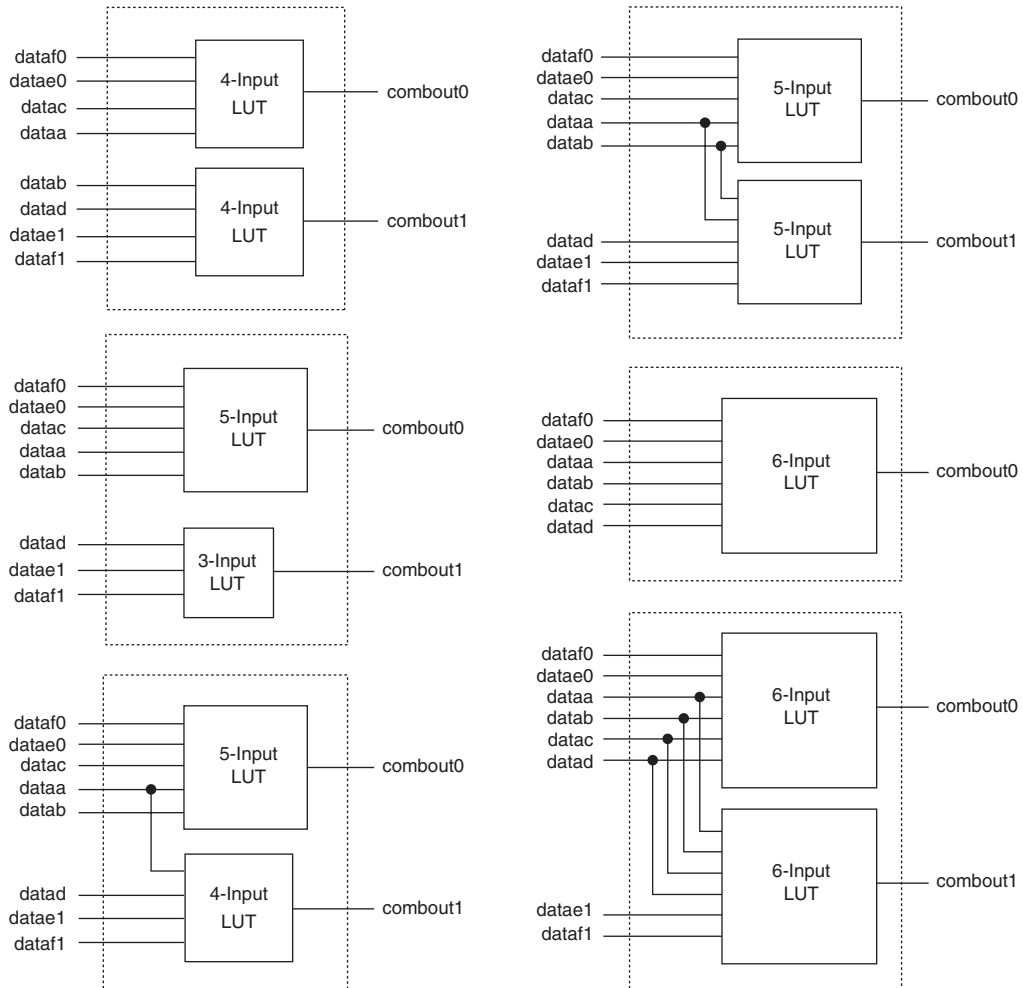 dataf0
datae0
datac
dataa
4-Input
LUT
combout0
datab
datad
datae1
dataf1
4-Input
LUT
combout1
dataf0
datae0
datac
dataa
datab
5-Input
LUT
combout0
datad
datae1
dataf1
3-Input
LUT
combout1
dataf0
datae0
datac
dataa
datab
5-Input
LUT
combout0
datad
datae1
dataf1
4-Input
LUT
combout1
dataf0
datae0
datac
dataa
datab
5-Input
LUT
combout0
datad
datae1
dataf1
5-Input
LUT
combout1
dataf0
datae0
dataa
datab
datac
datad
6-Input
LUT
combout0
dataf0
datae0
dataa
datab
datac
datad
6-Input
LUT
combout0
datae1
dataf1
6-Input
LUT
combout1